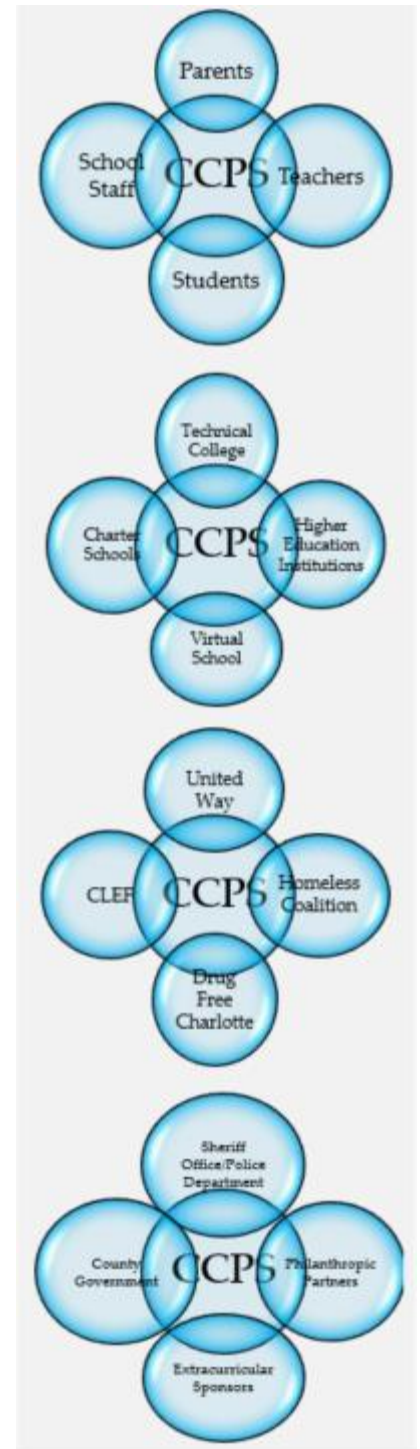 Parents
School
Staff
CCPS
Teachers
Students
Technical
College
Charter
Schools
CCPS
Higher
Education
Institutions
Virtual
School
United
Way
CLEF
CCPS
Homeless
Coalition
Drug
Free
Charlotte
Sheriff
Office/Police
Department
County
Government
CCPS
Philanthropic
Partners
Extracurricular
Sponsors